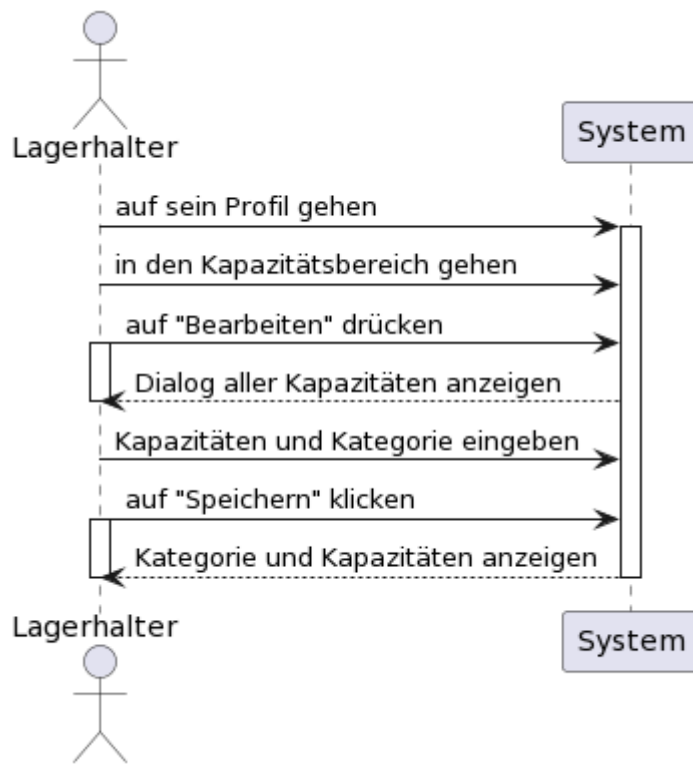 Lagerhalter
System
auf sein Profil gehen
in den Kapazitätsbereich gehen
auf "Bearbeiten" drücken
Dialog aller Kapazitäten anzeigen
Kapazitäten und Kategorie eingeben
auf "Speichern" klicken
Kategorie und Kapazitäten anzeigen
Lagerhalter
System